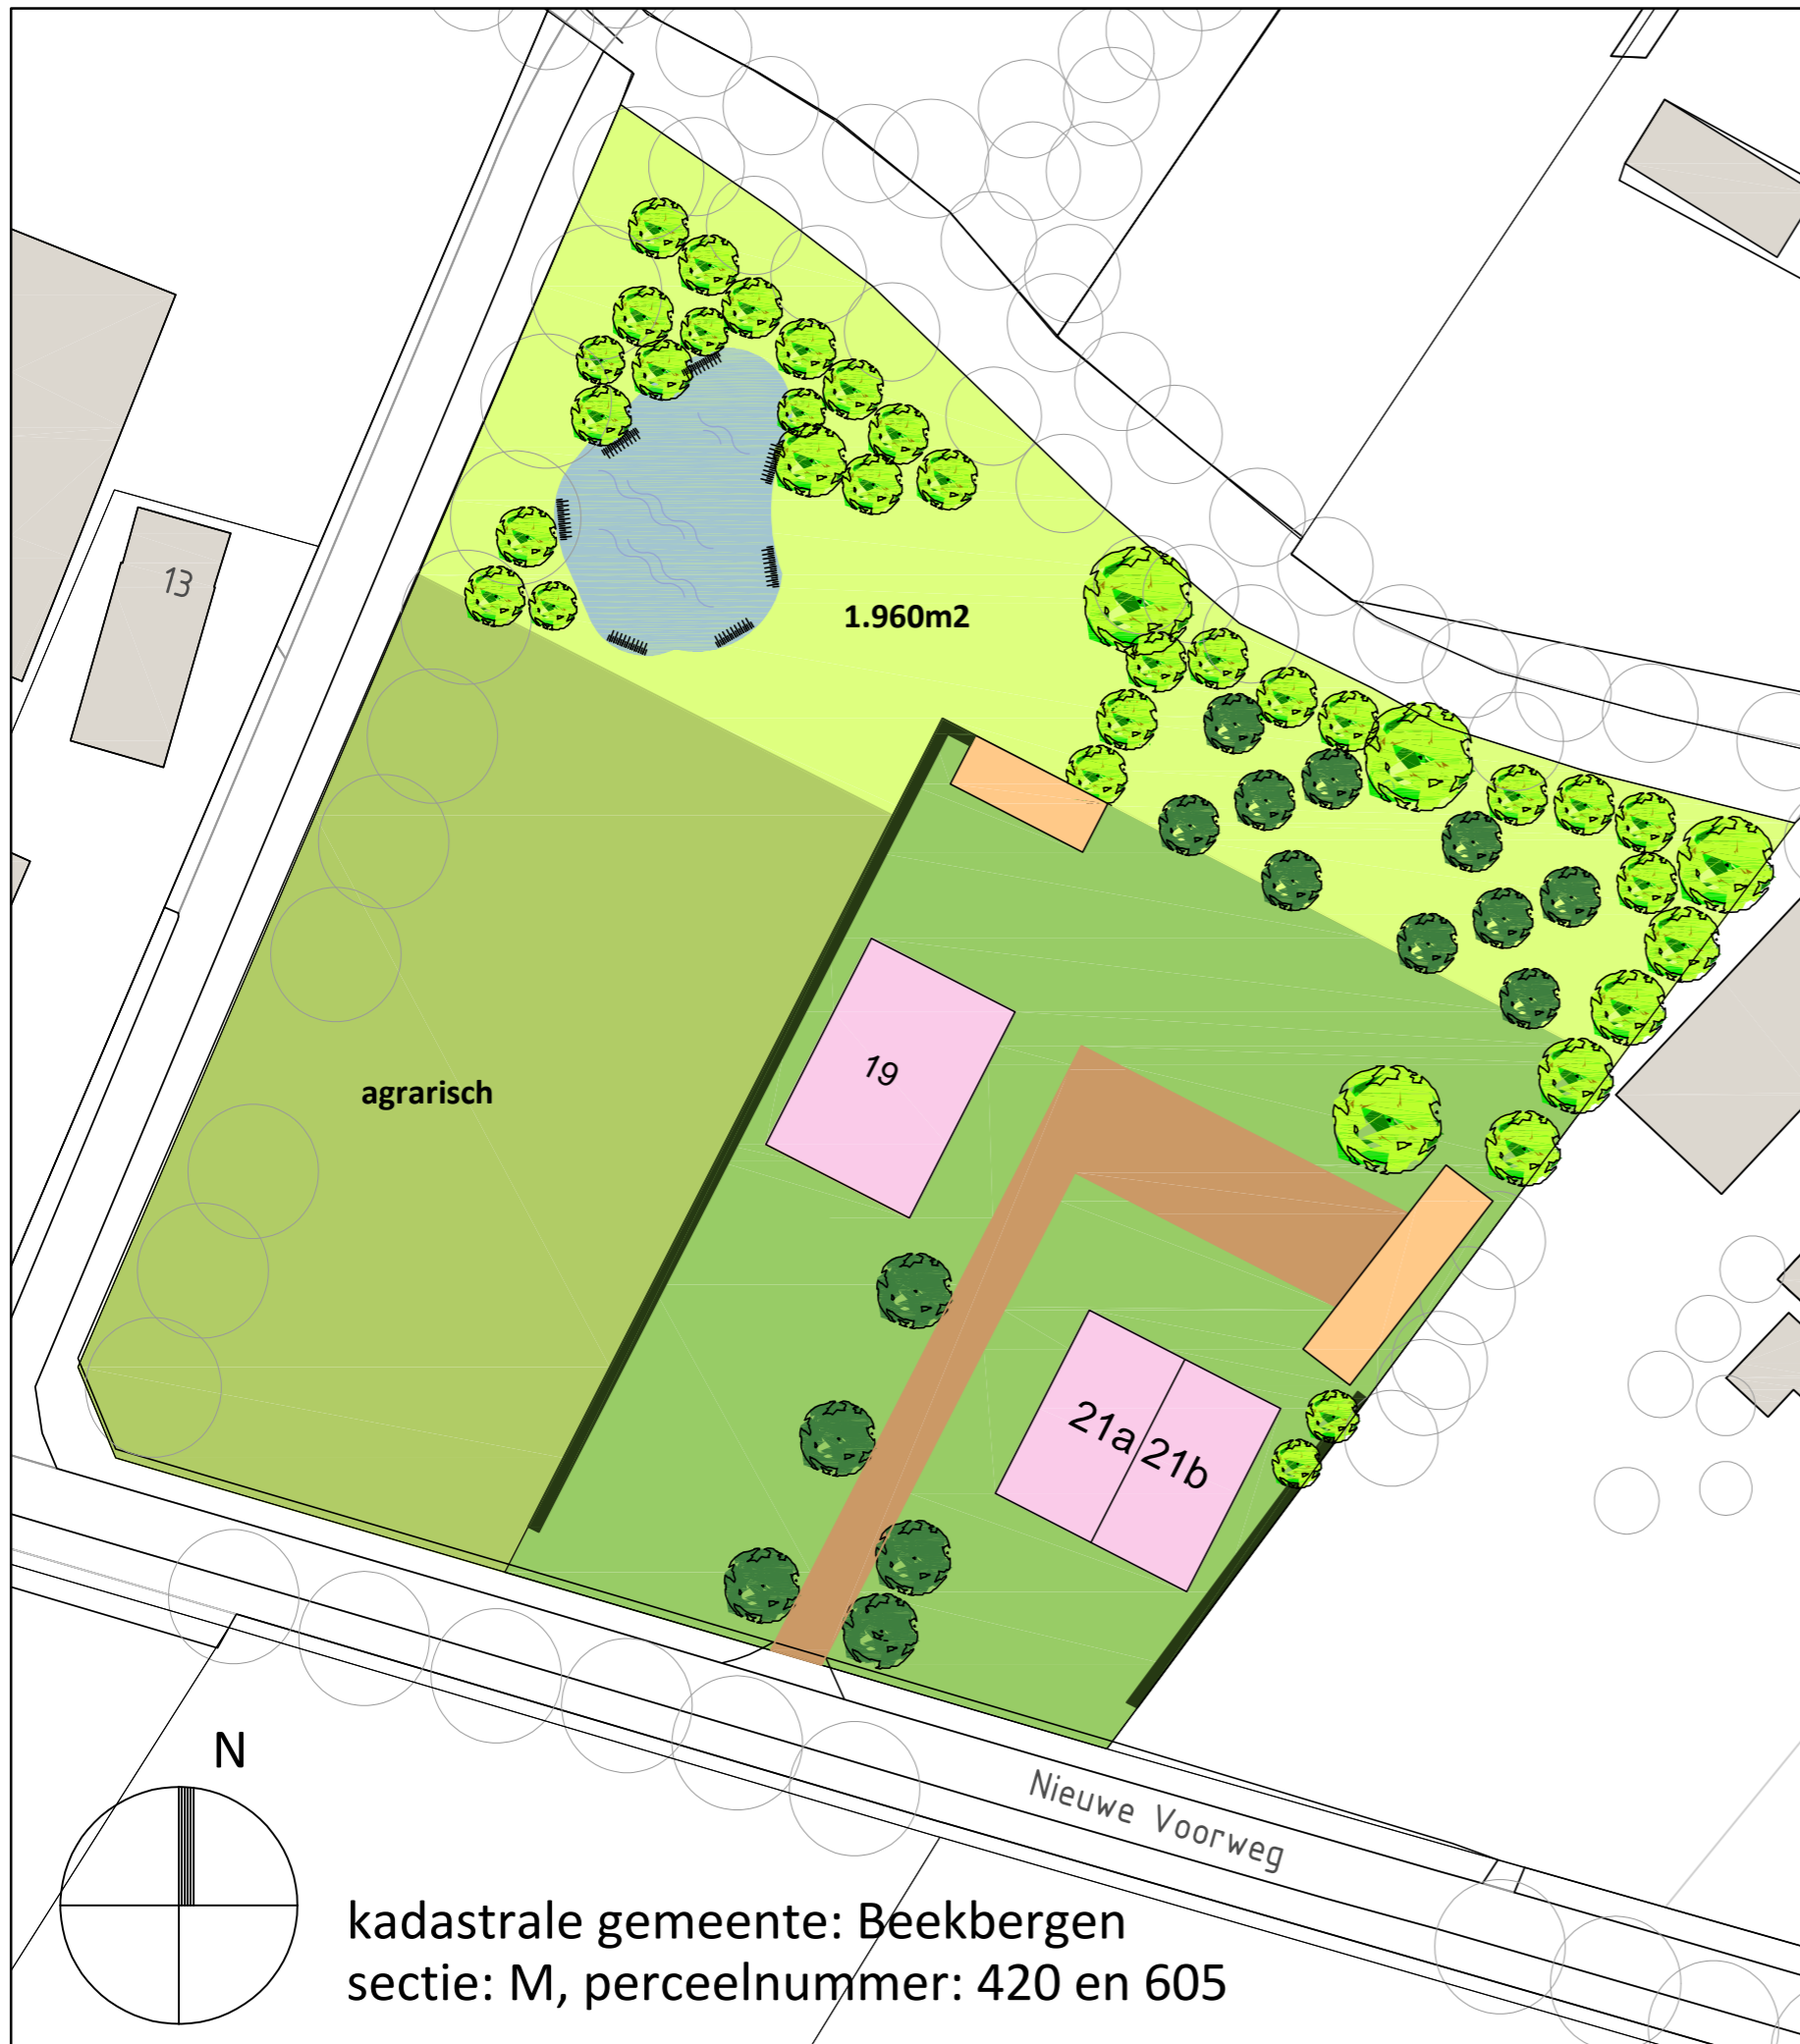 13
1.960m2
19
agrarisch
21a 21b
N
Nieuwe Voorweg
kadastrale gemeente: Beekbergen
sectie: M, perceelnummer: 420 en 605